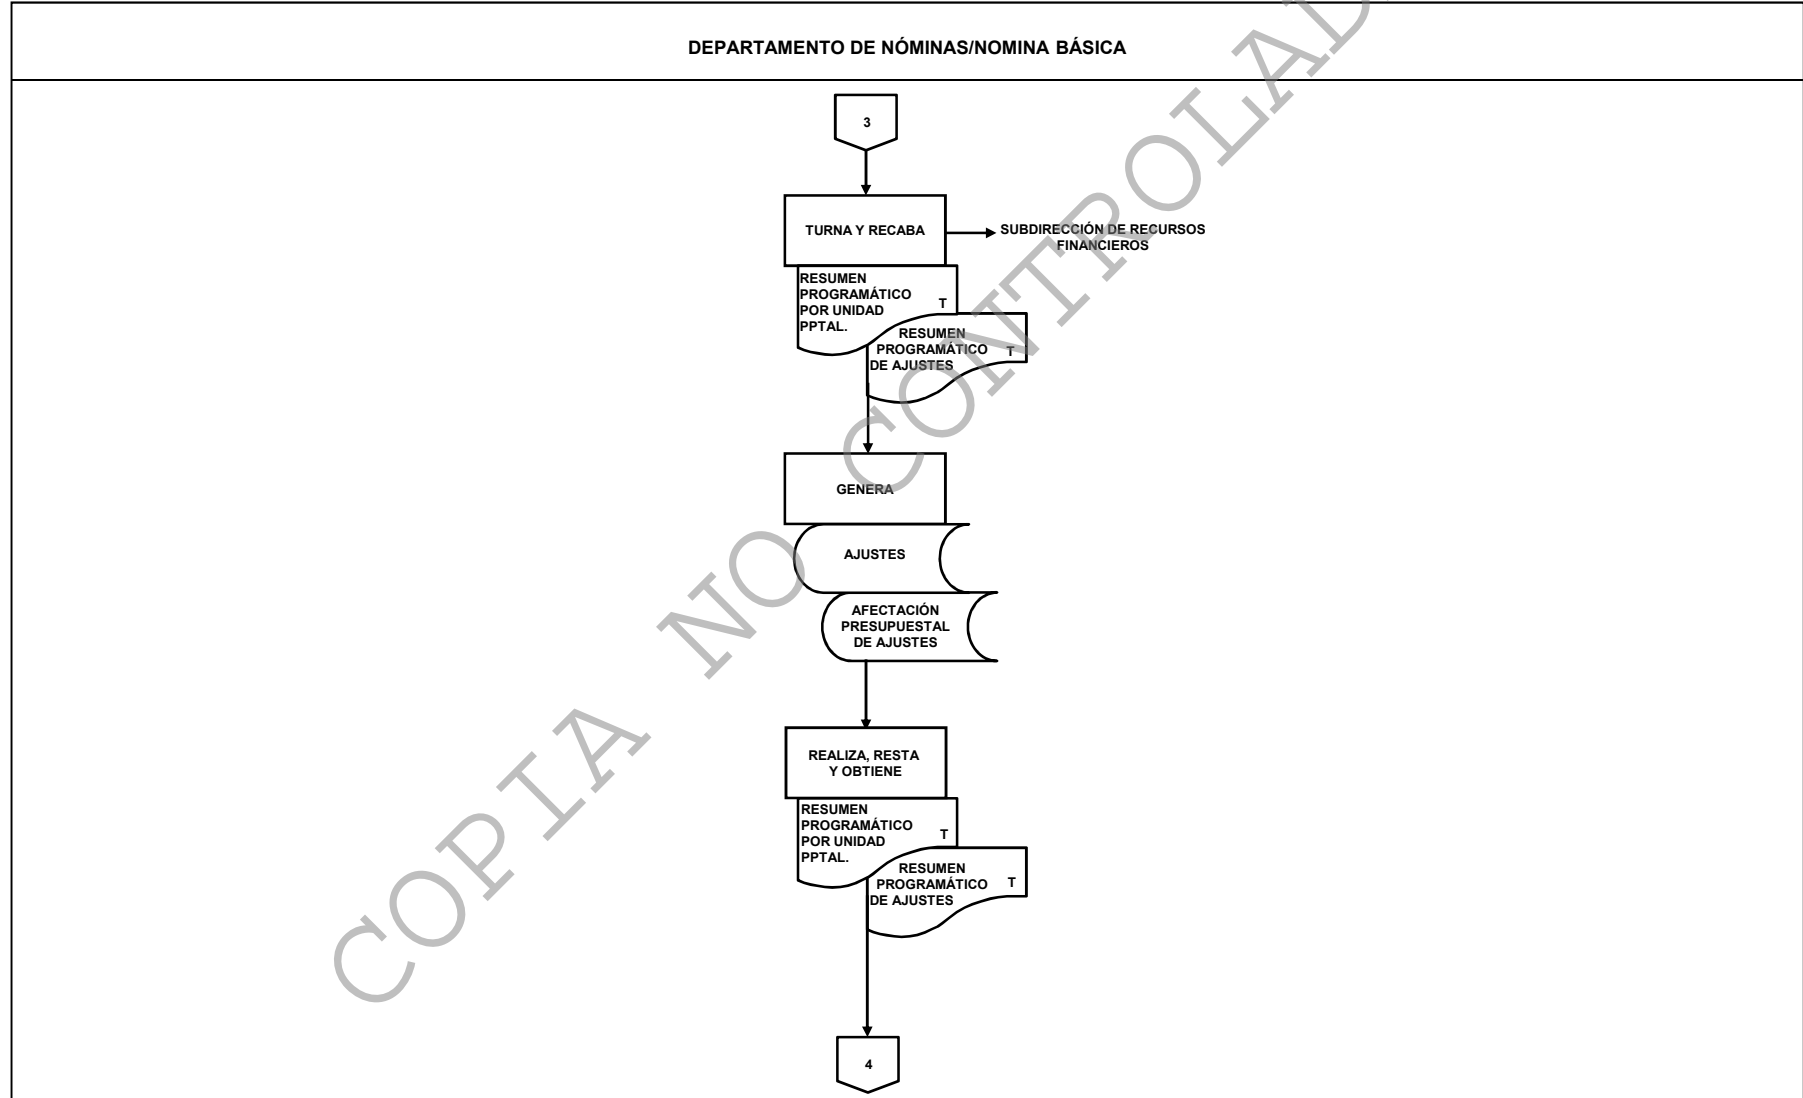 DEPARTAMENTO DE NÓMINAS/NOMINA BÁSICA
3
TURNA Y RECABA
SUBDIRECCIÓN DE RECURSOS
FINANCIEROS
RESUMEN
PROGRAMÁTICO
POR UNIDAD
PPTAL.
T
RESUMEN
PROGRAMÁTICO
DE AJUSTES
T
GENERA
AJUSTES
AFECTACIÓN
PRESUPUESTAL
DE AJUSTES
REALIZA, RESTA
Y OBTIENE
RESUMEN
PROGRAMÁTICO
POR UNIDAD
PPTAL.
T
RESUMEN
PROGRAMÁTICO
DE AJUSTES
T
4
COPIA NO CONTROLAD